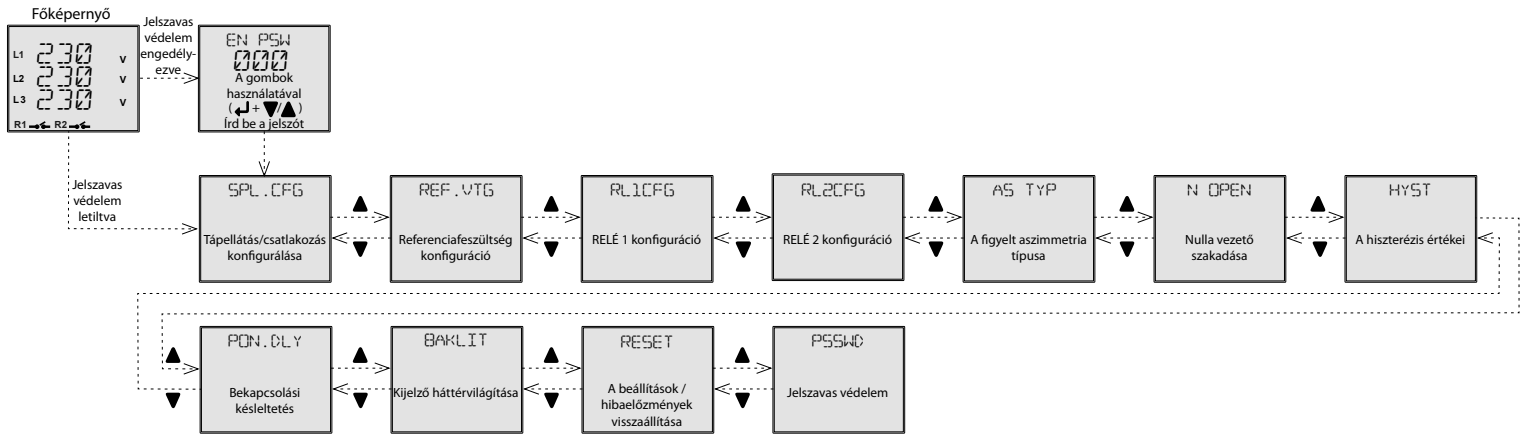 Főképernyő
L1 230 V
L2 230 V
L3 230 V
R1 R2
Jelszavas
védelem
engedély-
ezve
EN PSW
000
A gombok
használatával
(↵ + ▼/▲)
Írd be a jelszót
Jelszavas
védelem
letiltva
SPL.CFG
Tápellátás/csatlakozás
konfigurálása
REF.VTG
Referenciafeszültség
konfiguráció
RL1CFG
RELÉ 1 konfiguráció
RL2CFG
RELÉ 2 konfiguráció
AS TYP
A figyelt aszimmetria
típusa
N OPEN
Nulla vezető
szakadása
HYST
A hiszterézis értékei
PON.DLY
Bekapcsolási
késleltetés
BAKLIT
Kijelző háttérvilágítása
RESET
A beállítások /
hibaelőzmények
visszaállítása
PSSWD
Jelszavas védelem